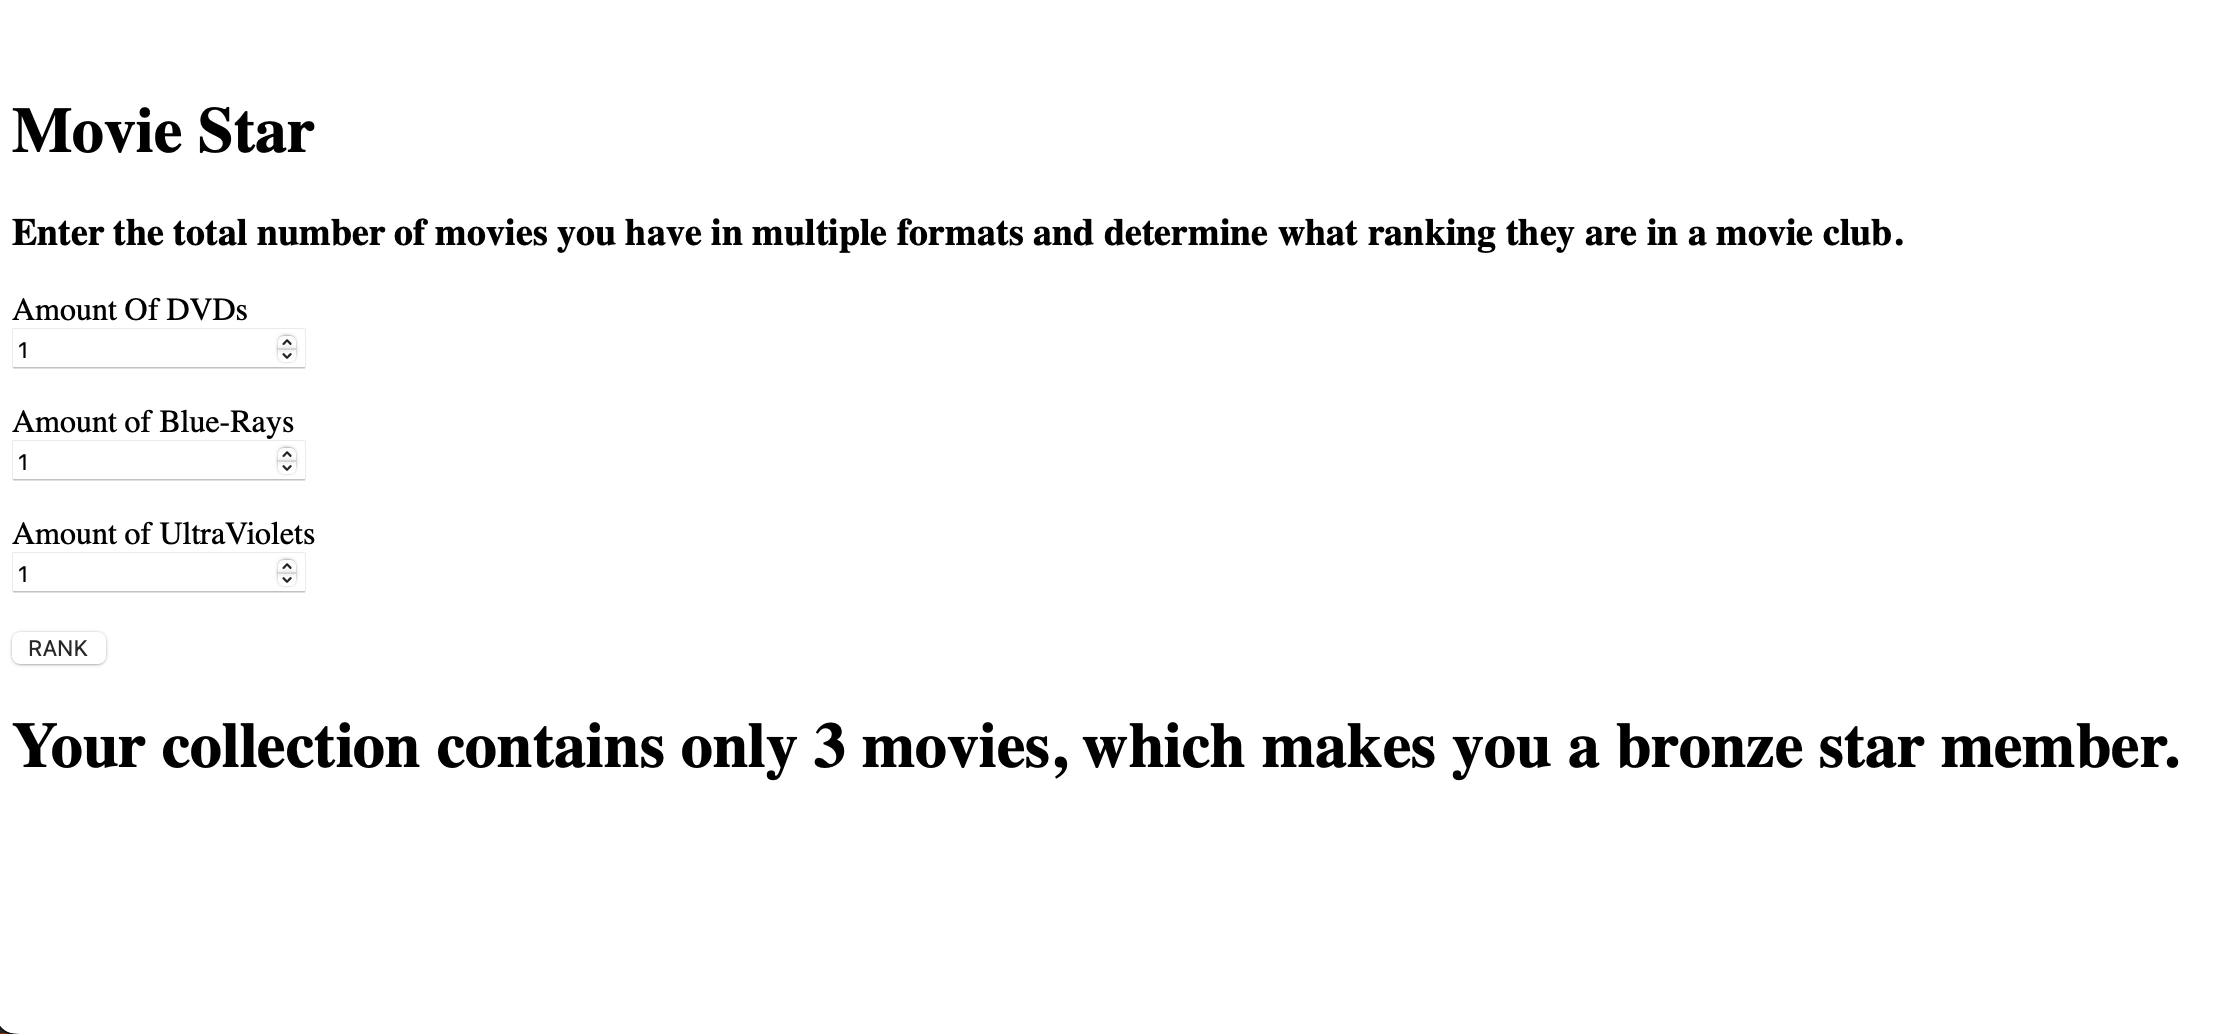 Movie Star
Enter the total number of movies you have in multiple formats and determine what ranking they are in a movie club.
Amount Of DVDs
1
Amount of Blue-Rays
1
Amount of UltraViolets
1
RANK
Your collection contains only 3 movies, which makes you a bronze star member.